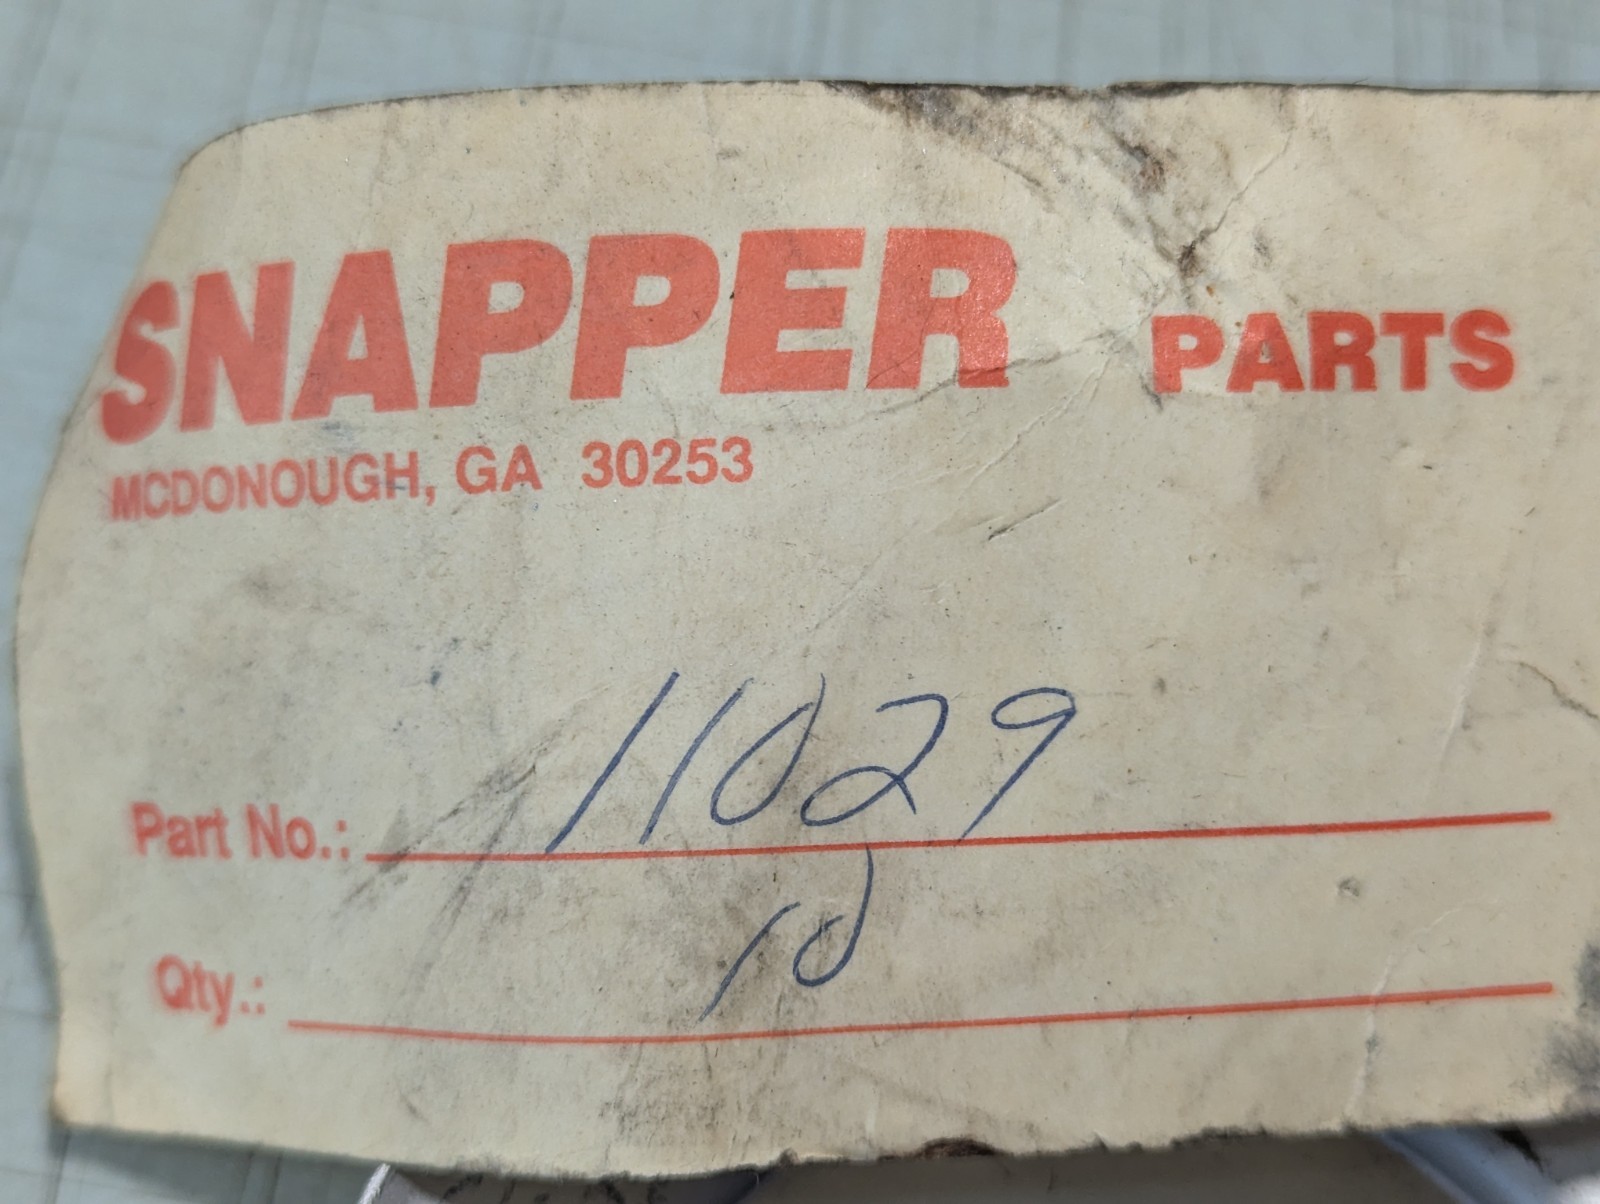 SNAPPER PARTS
MCDONOUGH, GA 30253
Part No.: 11029
Qty.: 10